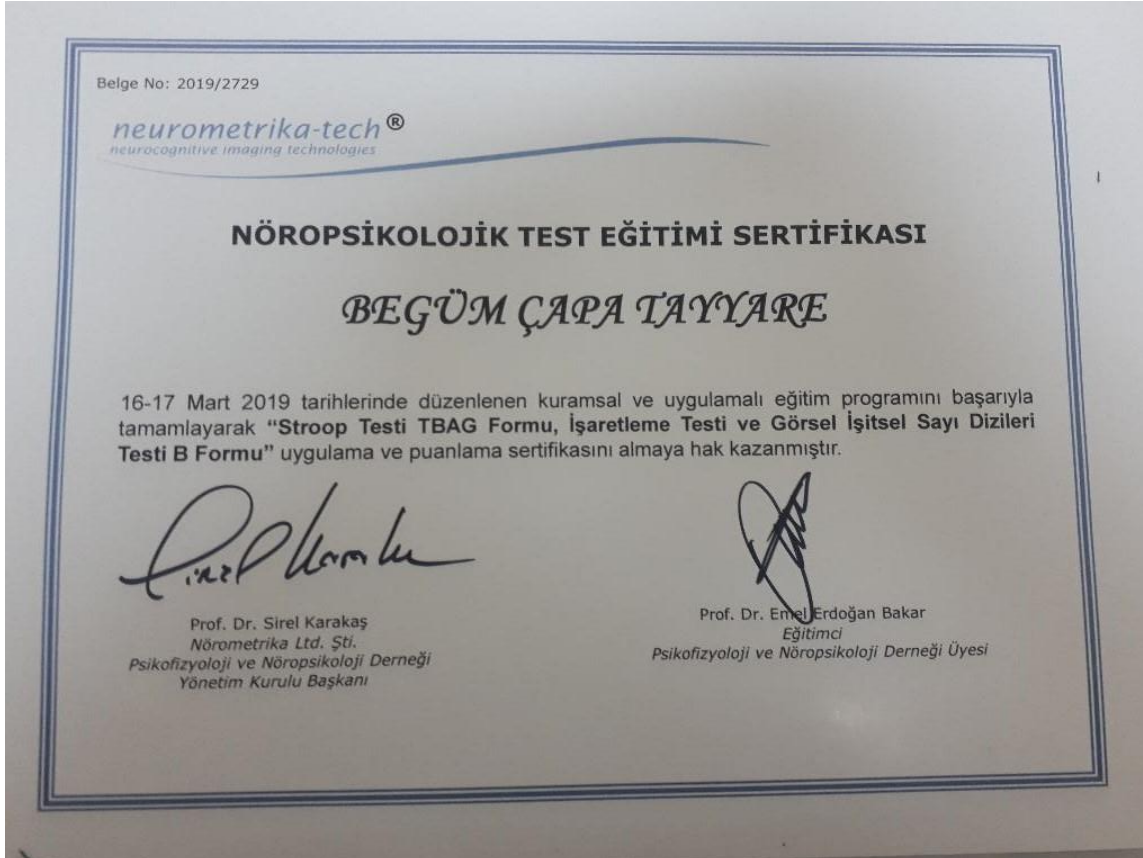 Belge No: 2019/2729
neurometrika-tech®
neurocognitive imaging technologies
NÖROPSİKOLOJİK TEST EĞİTİMİ SERTİFİKASI
BEGÜM ÇAPA TAYYARE
16-17 Mart 2019 tarihlerinde düzenlenen kuramsal ve uygulamalı eğitim programını başarıyla
tamamlayarak “Stroop Testi TBAG Formu, İşaretleme Testi ve Görsel İşitsel Sayı Dizileri
Testi B Formu” uygulama ve puanlama sertifikasını almaya hak kazanmıştır.
Prof. Dr. Sirel Karakaş
Nörometrika Ltd. Şti.
Psikofizyoloji ve Nöropsikoloji Derneği
Yönetim Kurulu Başkanı
Prof. Dr. Emel Erdoğan Bakar
Eğitimci
Psikofizyoloji ve Nöropsikoloji Derneği Üyesi